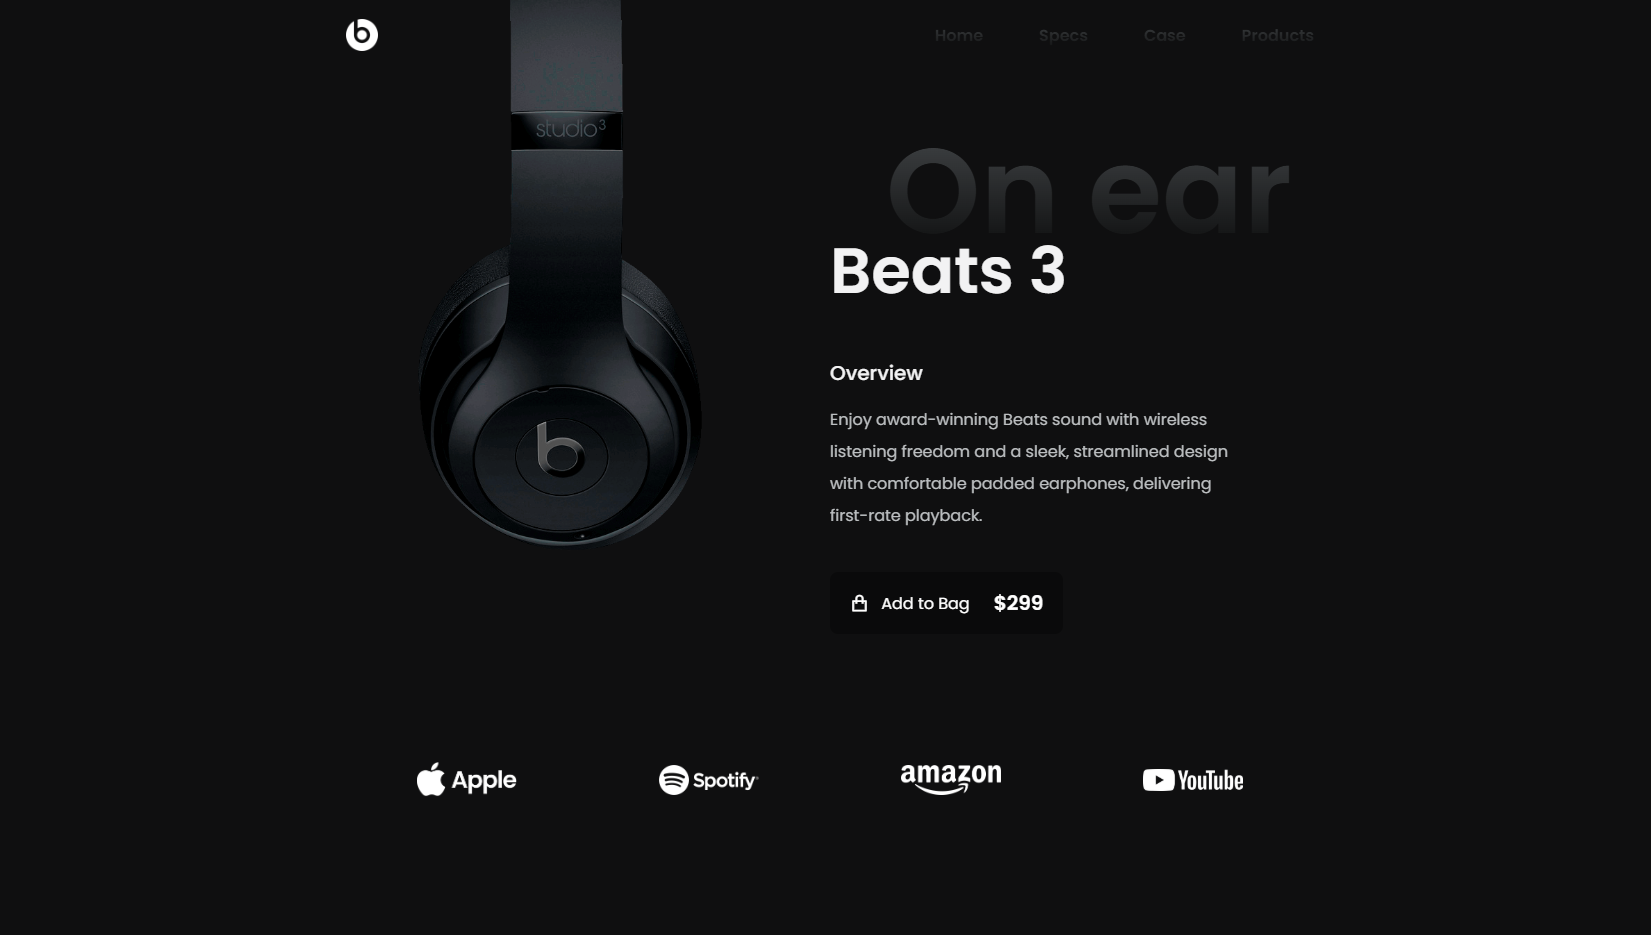 Home
Specs
Case
Products
studio3
On ear
Beats 3
Overview
Enjoy award-winning Beats sound with wireless
listening freedom and a sleek, streamlined design
with comfortable padded earphones, delivering
first-rate playback.
Add to Bag $299
Apple
Spotify
amazon
YouTube